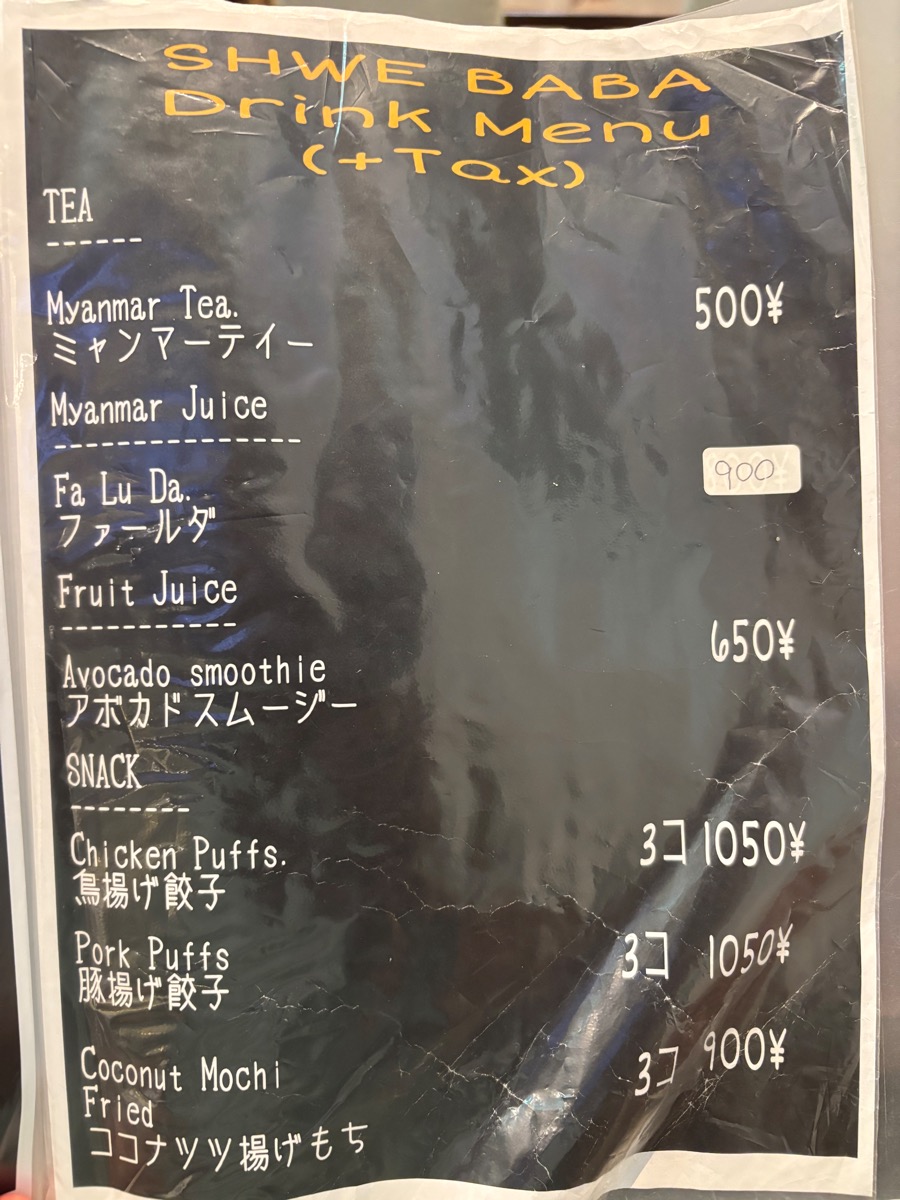 SHWE BABA
Drink Menu
(+Tax)
TEA
------
Myanmar Tea. 500¥
ミャンマーティー
Myanmar Juice
---------------
Fa Lu Da. 900
ファールダ
Fruit Juice
-----------
Avocado smoothie 650¥
アボカドスムージー
SNACK
--------
Chicken Puffs. 3コ 1050¥
鳥揚げ餃子
Pork Puffs 3コ 1050¥
豚揚げ餃子
Coconut Mochi 3コ 900¥
Fried
ココナツツ揚げもち